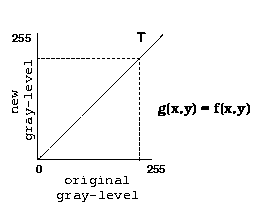 255
T
new
gray-level
g(x,y) = f(x,y)
0
255
original
gray-level